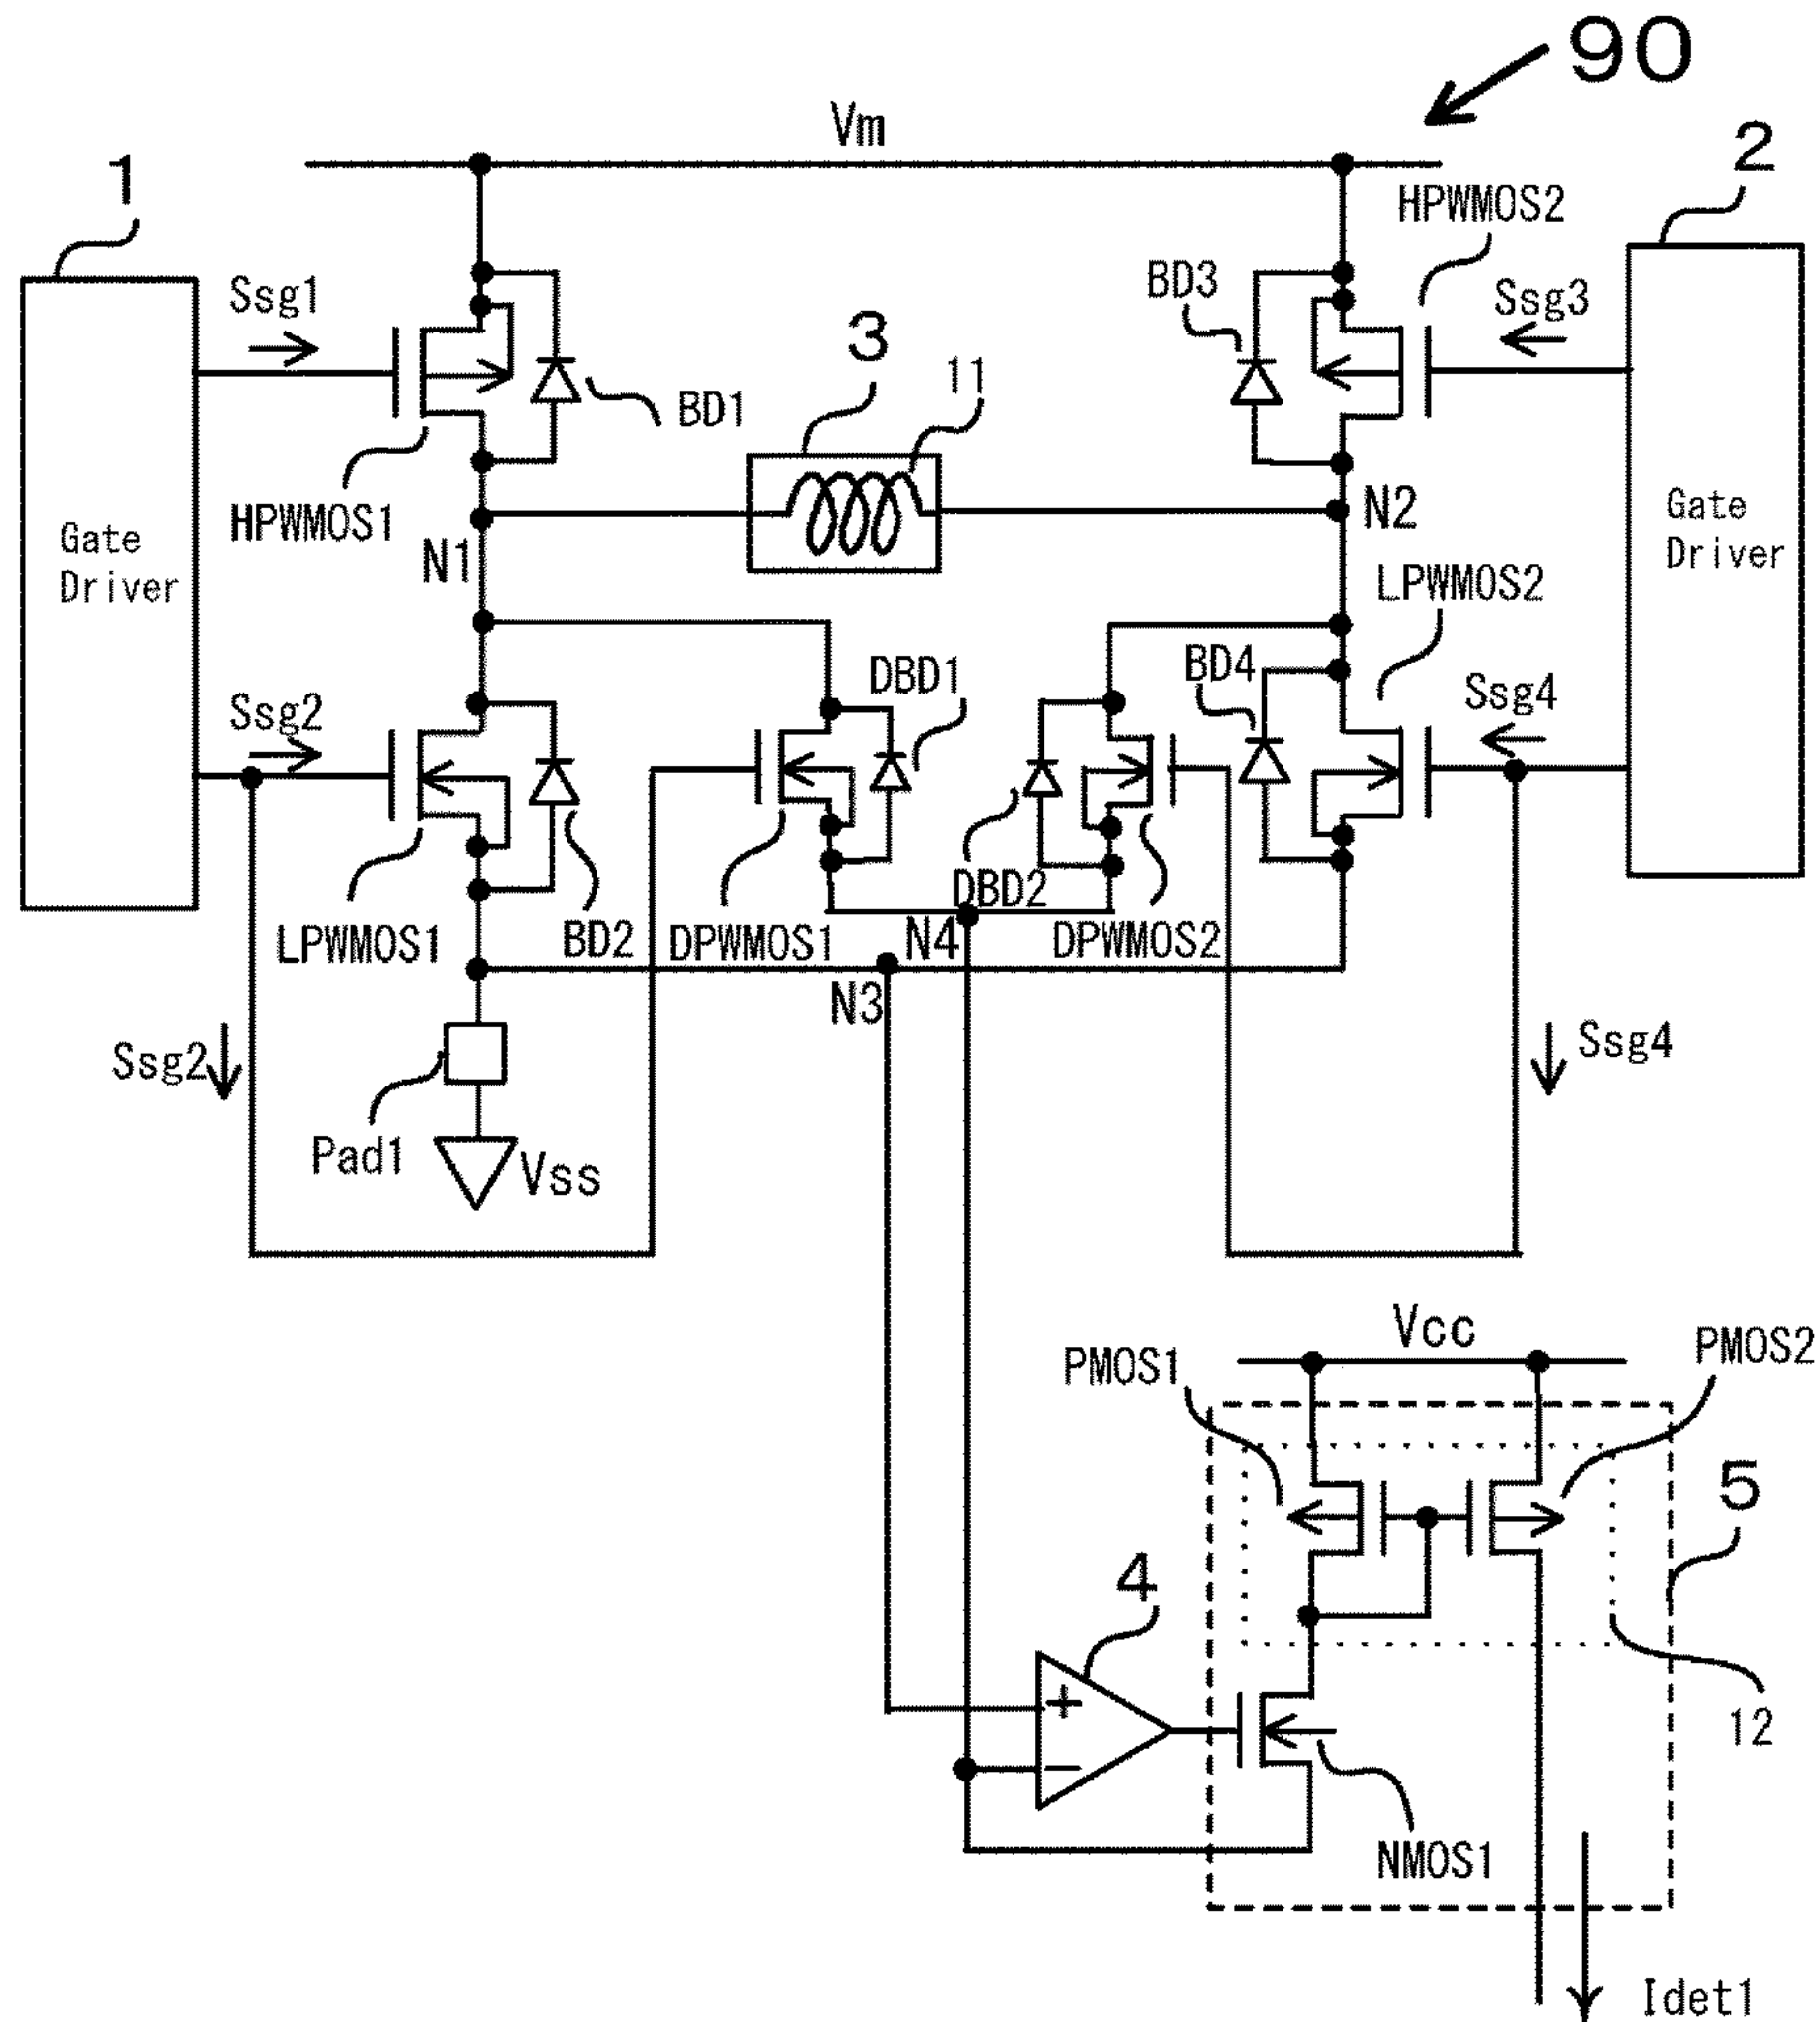 90
Vm
1
2
HPWMOS2
Ssg1
BD3
Ssg3
3
11
BD1
HPWMOS1
N1
N2
Gate
Driver
Gate
Driver
LPWMOS2
DBD1
BD4
Ssg2
Ssg4
LPWMOS1
BD2
DPWMOS1
N4
DBD2
DPWMOS2
N3
Ssg2
Ssg4
Pad1
Vss
Vcc
PMOS1
PMOS2
5
4
+
−
12
NMOS1
Idet1